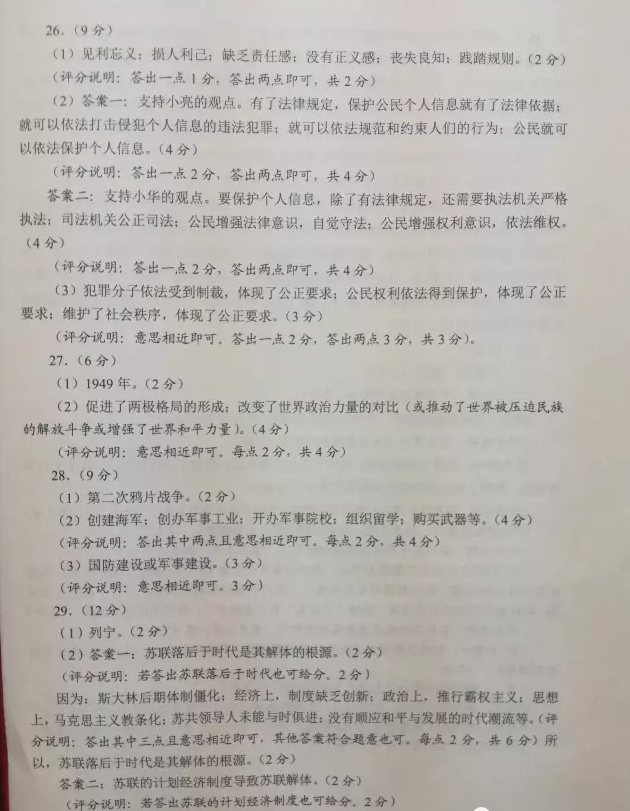 26.（9 分）
（1）见利忘义；损人利己；缺乏责任感；没有正义感；丧失良知；践踏规则。（2 分）
（评分说明：答出一点 1 分，答出两点即可，共 2 分）
（2）答案一：支持小亮的观点。有了法律规定，保护公民个人信息就有了法律依据；
就可以依法打击侵犯个人信息的违法犯罪；就可以依法规范和约束人们的行为；公民就可
以依法保护个人信息。（4 分）
（评分说明：答出一点 2 分，答出两点即可，共 4 分）
答案二：支持小华的观点。要保护个人信息，除了有法律规定，还需要执法机关严格
执法；司法机关公正司法；公民增强法律意识，自觉守法；公民增强权利意识，依法维权。
（4 分）
（评分说明：答出一点 2 分，答出两点即可，共 4 分）
（3）犯罪分子依法受到制裁，体现了公正要求；公民权利依法得到保护，体现了公正
要求；维护了社会秩序，体现了公正要求。（3 分）
（评分说明：意思相近即可。答出一点 2 分，答出两点 3 分，共 3 分）。
27.（6 分）
（1）1949 年。（2 分）
（2）促进了两极格局的形成；改变了世界政治力量的对比（或推动了世界被压迫民族
的解放斗争或增强了世界和平力量）。（4 分）
（评分说明：意思相近即可。每点 2 分，共 4 分）
28.（9 分）
（1）第二次鸦片战争。（2 分）
（2）创建海军；创办军事工业；开办军事院校；组织留学；购买武器等。（4 分）
（评分说明：答出其中两点且意思相近即可。每点 2 分，共 4 分）
（3）国防建设或军事建设。（3 分）
（评分说明：意思相近即可。3 分）
29.（12 分）
（1）列宁。（2 分）
（2）答案一：苏联落后于时代是其解体的根源。（2 分）
（评分说明：若答出苏联落后于时代也可给分。2 分）
因为：斯大林后期体制僵化；经济上，制度缺乏创新；政治上，推行霸权主义；思想
上，马克思主义教条化；苏共领导人未能与时俱进；没有顺应和平与发展的时代潮流等。（评
分说明：答出其中三点且意思相近即可，其他答案符合题意也可。每点 2 分，共 6 分）所
以，苏联落后于时代是其解体的根源。（2 分）
答案二：苏联的计划经济制度导致苏联解体。（2 分）
（评分说明：若答出苏联的计划经济制度也可给分。2 分）